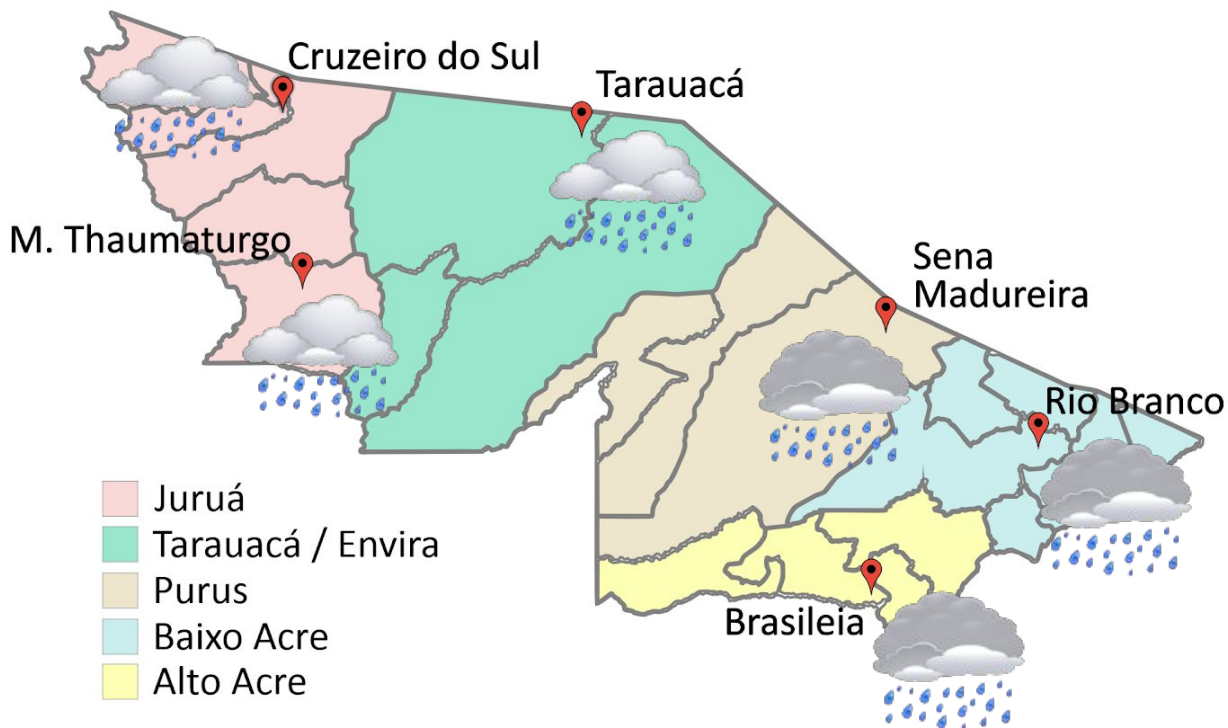 Cruzeiro do Sul
Tarauacá
M. Thaumaturgo
Sena
Madureira
Rio Branco
Brasileia
Juruá
Tarauacá / Envira
Purus
Baixo Acre
Alto Acre